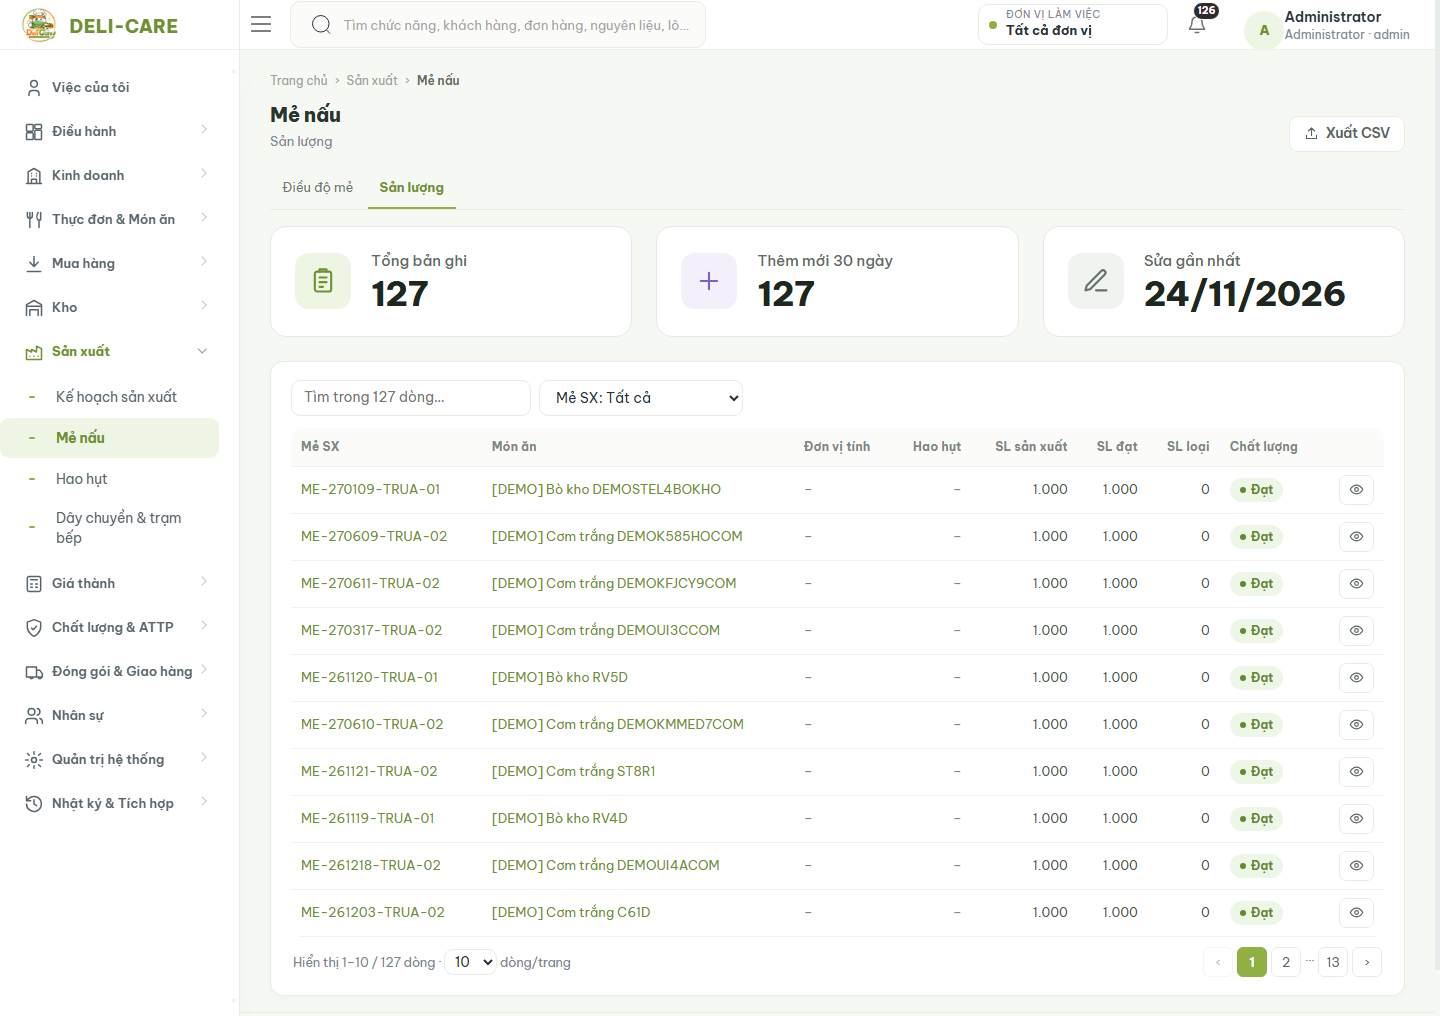 DELI-CARE
Tìm chức năng, khách hàng, đơn hàng, nguyên liệu, lô...
ĐƠN VỊ LÀM VIỆC
Tất cả đơn vị
126
A
Administrator
Administrator · admin
Việc của tôi
Điều hành
Kinh doanh
Thực đơn & Món ăn
Mua hàng
Kho
Sản xuất
- Kế hoạch sản xuất
- Mẻ nấu
- Hao hụt
- Dây chuyền & trạm
bếp
Giá thành
Chất lượng & ATTP
Đóng gói & Giao hàng
Nhân sự
Quản trị hệ thống
Nhật ký & Tích hợp
Trang chủ › Sản xuất › Mẻ nấu
Mẻ nấu
Sản lượng
Xuất CSV
Điều độ mẻ Sản lượng
Tổng bản ghi
127
Thêm mới 30 ngày
127
Sửa gần nhất
24/11/2026
Tìm trong 127 dòng...
Mẻ SX: Tất cả
Mẻ SX Món ăn Đơn vị tính Hao hụt SL sản xuất SL đạt SL loại Chất lượng
ME-270109-TRUA-01 [DEMO] Bò kho DEMOSTEL4BOKHO – – 1.000 1.000 0 Đạt
ME-270609-TRUA-02 [DEMO] Cơm trắng DEMOK585HOCOM – – 1.000 1.000 0 Đạt
ME-270611-TRUA-02 [DEMO] Cơm trắng DEMOKFJCY9COM – – 1.000 1.000 0 Đạt
ME-270317-TRUA-02 [DEMO] Cơm trắng DEMOUI3CCOM – – 1.000 1.000 0 Đạt
ME-261120-TRUA-01 [DEMO] Bò kho RV5D – – 1.000 1.000 0 Đạt
ME-270610-TRUA-02 [DEMO] Cơm trắng DEMOKMMED7COM – – 1.000 1.000 0 Đạt
ME-261121-TRUA-02 [DEMO] Cơm trắng ST8R1 – – 1.000 1.000 0 Đạt
ME-261119-TRUA-01 [DEMO] Bò kho RV4D – – 1.000 1.000 0 Đạt
ME-261218-TRUA-02 [DEMO] Cơm trắng DEMOUI4ACOM – – 1.000 1.000 0 Đạt
ME-261203-TRUA-02 [DEMO] Cơm trắng C61D – – 1.000 1.000 0 Đạt
Hiển thị 1–10 / 127 dòng · 10 dòng/trang
‹ 1 2 ... 13 ›